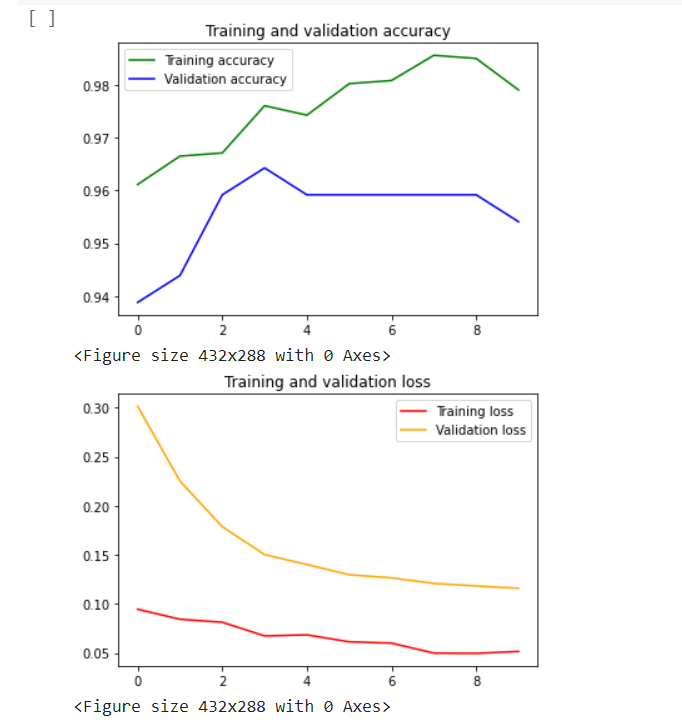 [ ]
Training and validation accuracy
Training accuracy
Validation accuracy
0.98
0.97
0.96
0.95
0.94
0 2 4 6 8
<Figure size 432x288 with 0 Axes>
Training and validation loss
Training loss
Validation loss
0.30
0.25
0.20
0.15
0.10
0.05
0 2 4 6 8
<Figure size 432x288 with 0 Axes>